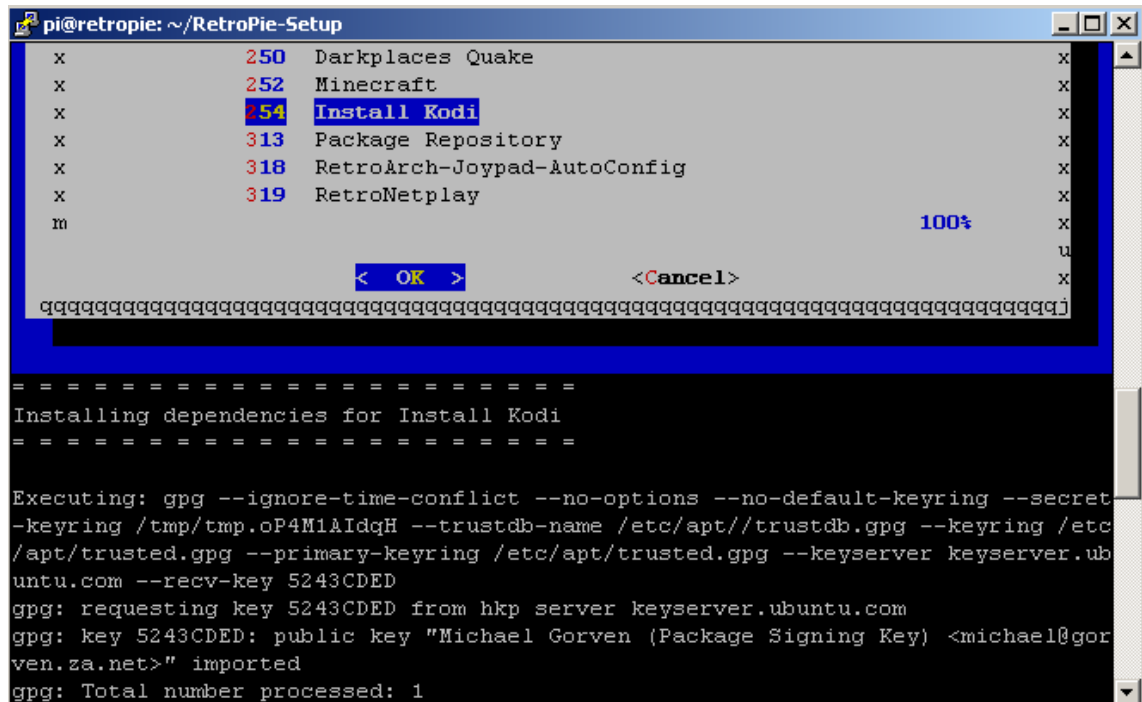 pi@retropie: ~/RetroPie-Setup
x 250 Darkplaces Quake x
x 252 Minecraft x
x 254 Install Kodi x
x 313 Package Repository x
x 318 RetroArch-Joypad-AutoConfig x
x 319 RetroNetplay x
m 100% x
u
< OK > <Cancel> x
qqqqqqqqqqqqqqqqqqqqqqqqqqqqqqqqqqqqqqqqqqqqqqqqqqqqqqqqqqqqqqqqqqqqqqqqqqj
= = = = = = = = = = = = = = = = = = = = =
Installing dependencies for Install Kodi
= = = = = = = = = = = = = = = = = = = = =
Executing: gpg --ignore-time-conflict --no-options --no-default-keyring --secret
-keyring /tmp/tmp.oP4M1AIdqH --trustdb-name /etc/apt//trustdb.gpg --keyring /etc
/apt/trusted.gpg --primary-keyring /etc/apt/trusted.gpg --keyserver keyserver.ub
untu.com --recv-key 5243CDED
gpg: requesting key 5243CDED from hkp server keyserver.ubuntu.com
gpg: key 5243CDED: public key "Michael Gorven (Package Signing Key) <michael@gor
ven.za.net>" imported
gpg: Total number processed: 1